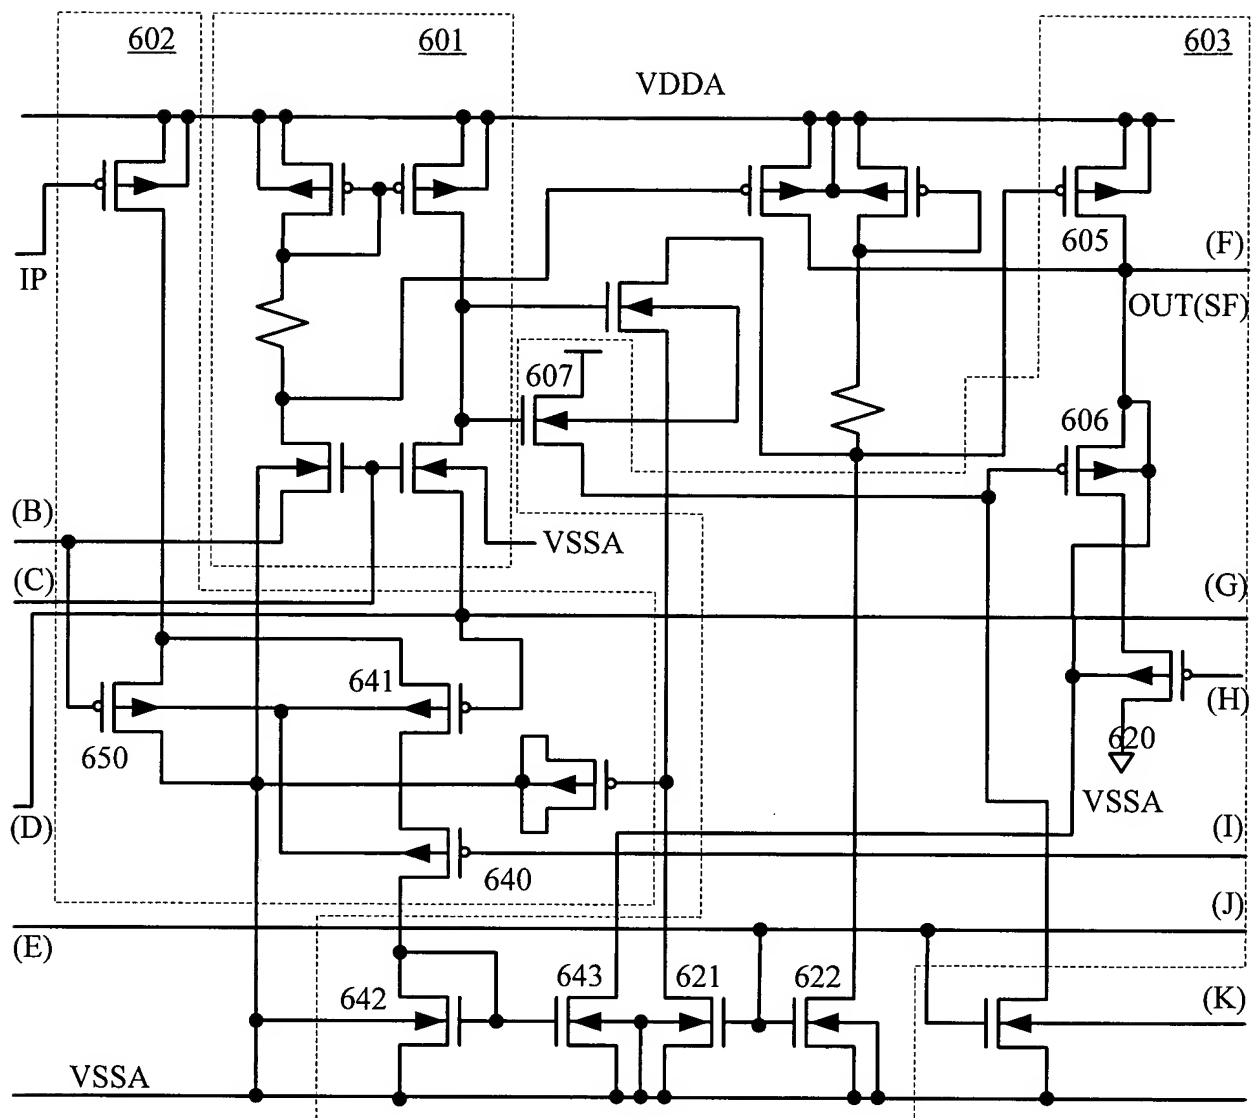 602
601
603
VDDA
IP
605
(F)
OUT(SF)
607
606
(B)
VSSA
(C)
(G)
641
(H)
650
620
VSSA
(D)
(I)
640
(J)
(E)
643
621
622
642
(K)
VSSA